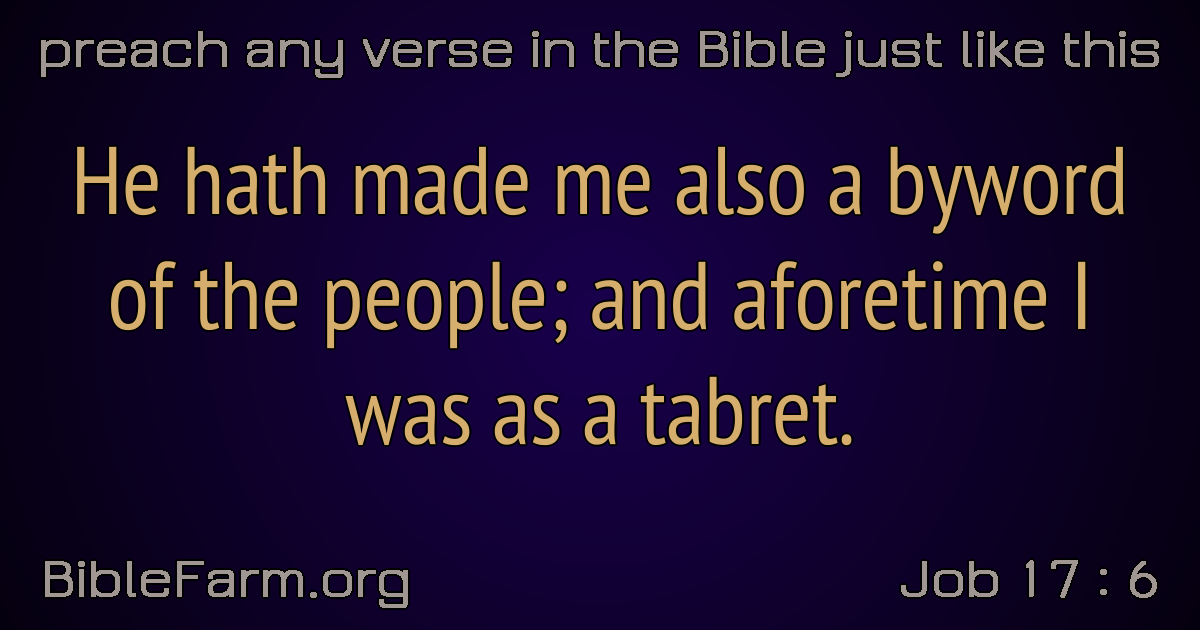 preach any verse in the Bible just like this
He hath made me also a byword
of the people; and aforetime I
was as a tabret.
BibleFarm.org
Job 17 : 6